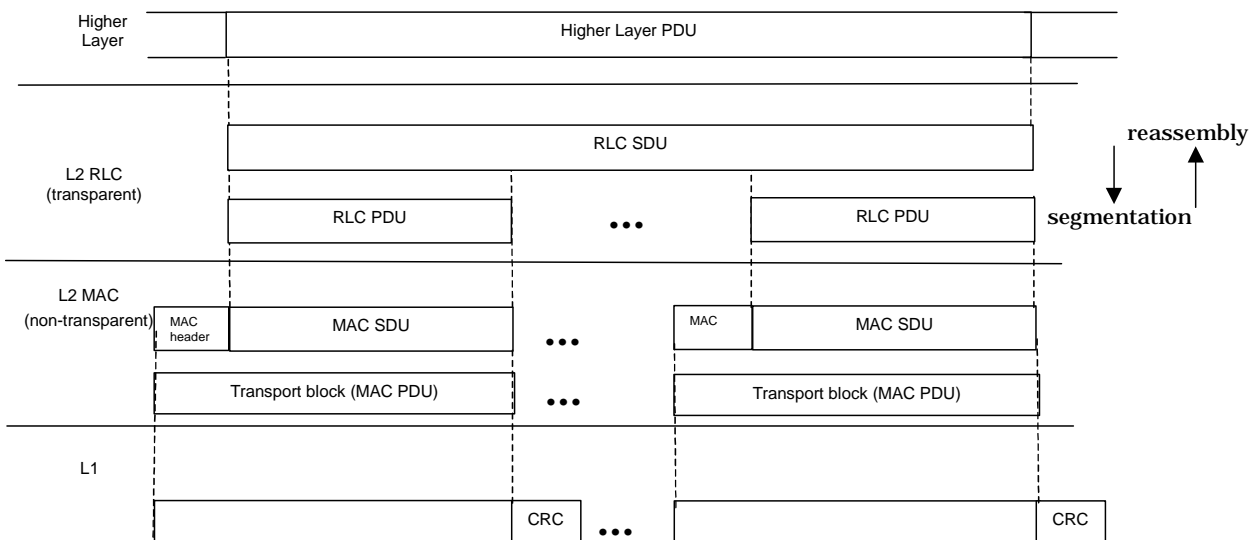 Higher
Layer
Higher Layer PDU
RLC SDU
reassembly
L2 RLC
(transparent)
RLC PDU
•••
RLC PDU
segmentation
L2 MAC
(non-transparent)
MAC
header
MAC SDU
•••
MAC
MAC SDU
Transport block (MAC PDU)
•••
Transport block (MAC PDU)
L1
CRC
•••
CRC